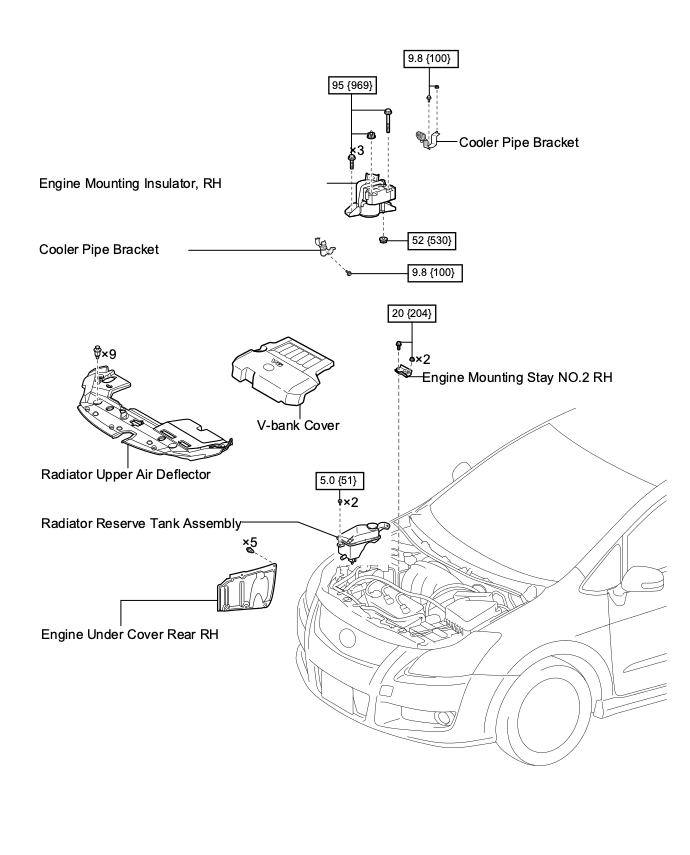 9.8 {100}
95 {969}
Cooler Pipe Bracket
×3
Engine Mounting Insulator, RH
52 {530}
Cooler Pipe Bracket
9.8 {100}
20 {204}
×9
×2
Engine Mounting Stay NO.2 RH
V-bank Cover
Radiator Upper Air Deflector
5.0 {51}
×2
Radiator Reserve Tank Assembly
×5
Engine Under Cover Rear RH